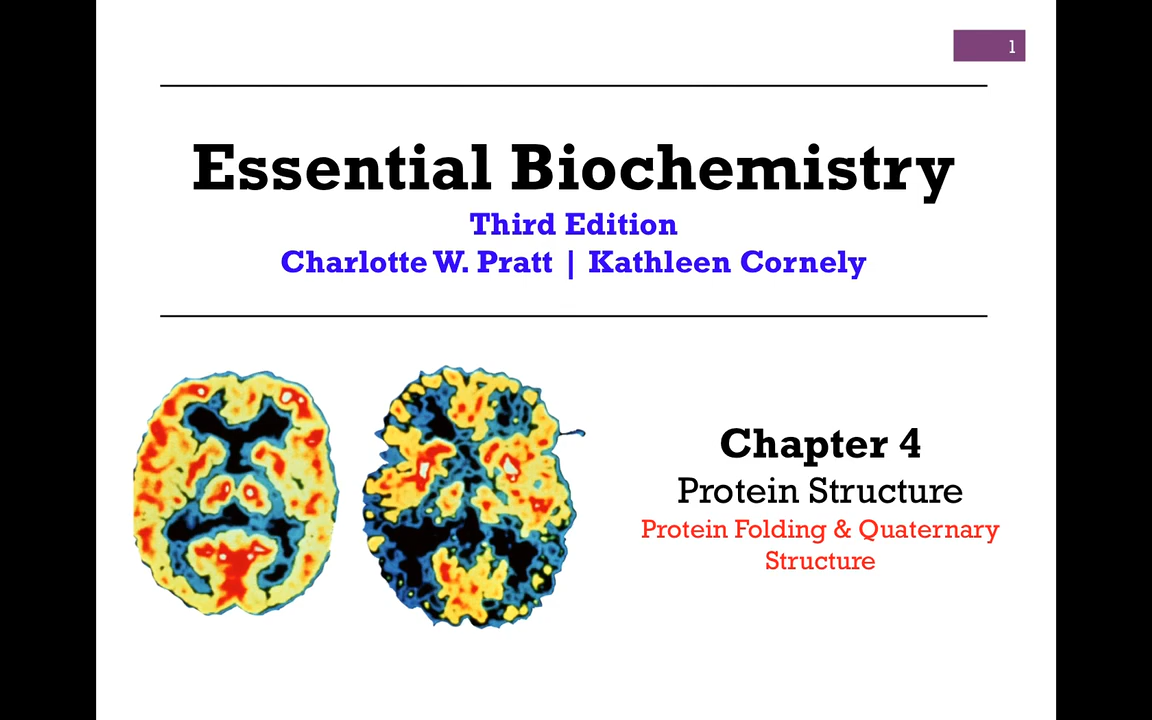 1
Essential Biochemistry
Third Edition
Charlotte W. Pratt | Kathleen Cornely
Chapter 4
Protein Structure
Protein Folding & Quaternary
Structure